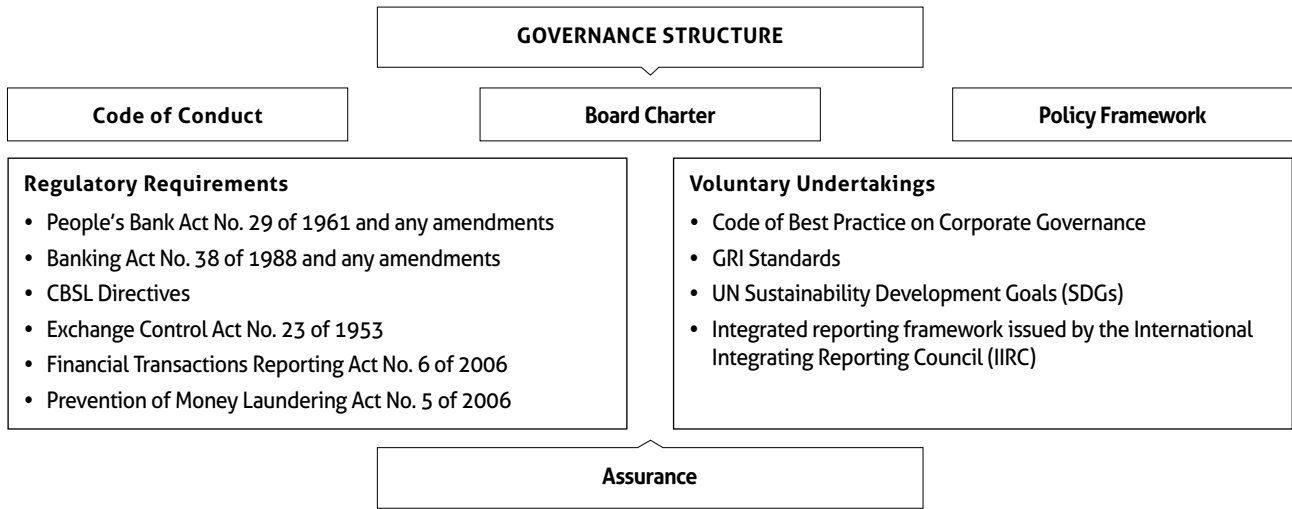 GOVERNANCE STRUCTURE
Code of Conduct
Board Charter
Policy Framework
Regulatory Requirements
• People’s Bank Act No. 29 of 1961 and any amendments
• Banking Act No. 38 of 1988 and any amendments
• CBSL Directives
• Exchange Control Act No. 23 of 1953
• Financial Transactions Reporting Act No. 6 of 2006
• Prevention of Money Laundering Act No. 5 of 2006
Voluntary Undertakings
• Code of Best Practice on Corporate Governance
• GRI Standards
• UN Sustainability Development Goals (SDGs)
• Integrated reporting framework issued by the International
Integrating Reporting Council (IIRC)
Assurance